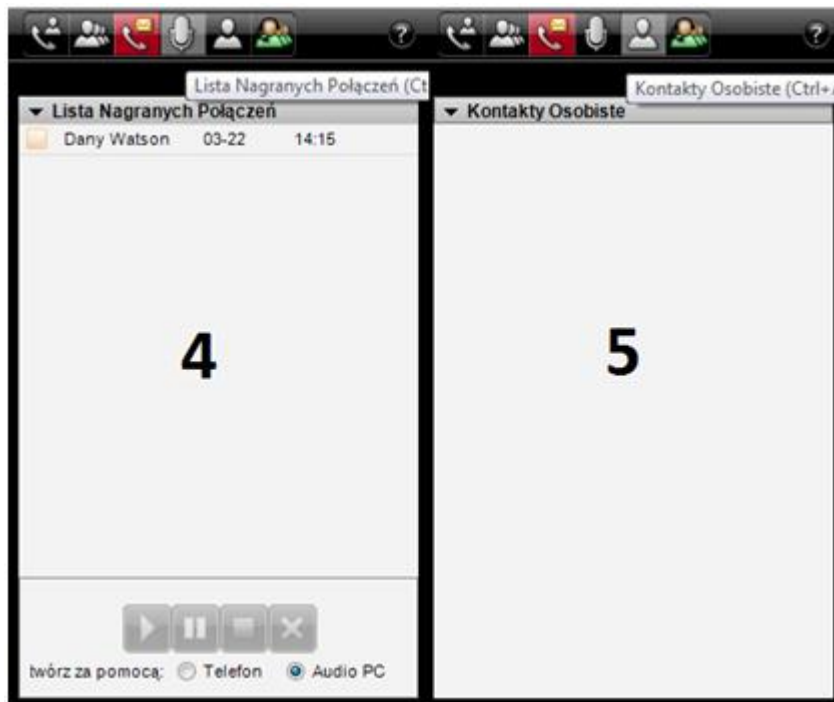 ?
?
Lista Nagranych Połączeń (Ct
Kontakty Osobiste (Ctrl+
Lista Nagranych Połączeń
Kontakty Osobiste
Dany Watson 03-22 14:15
4
5
twórz za pomocą: Telefon Audio PC